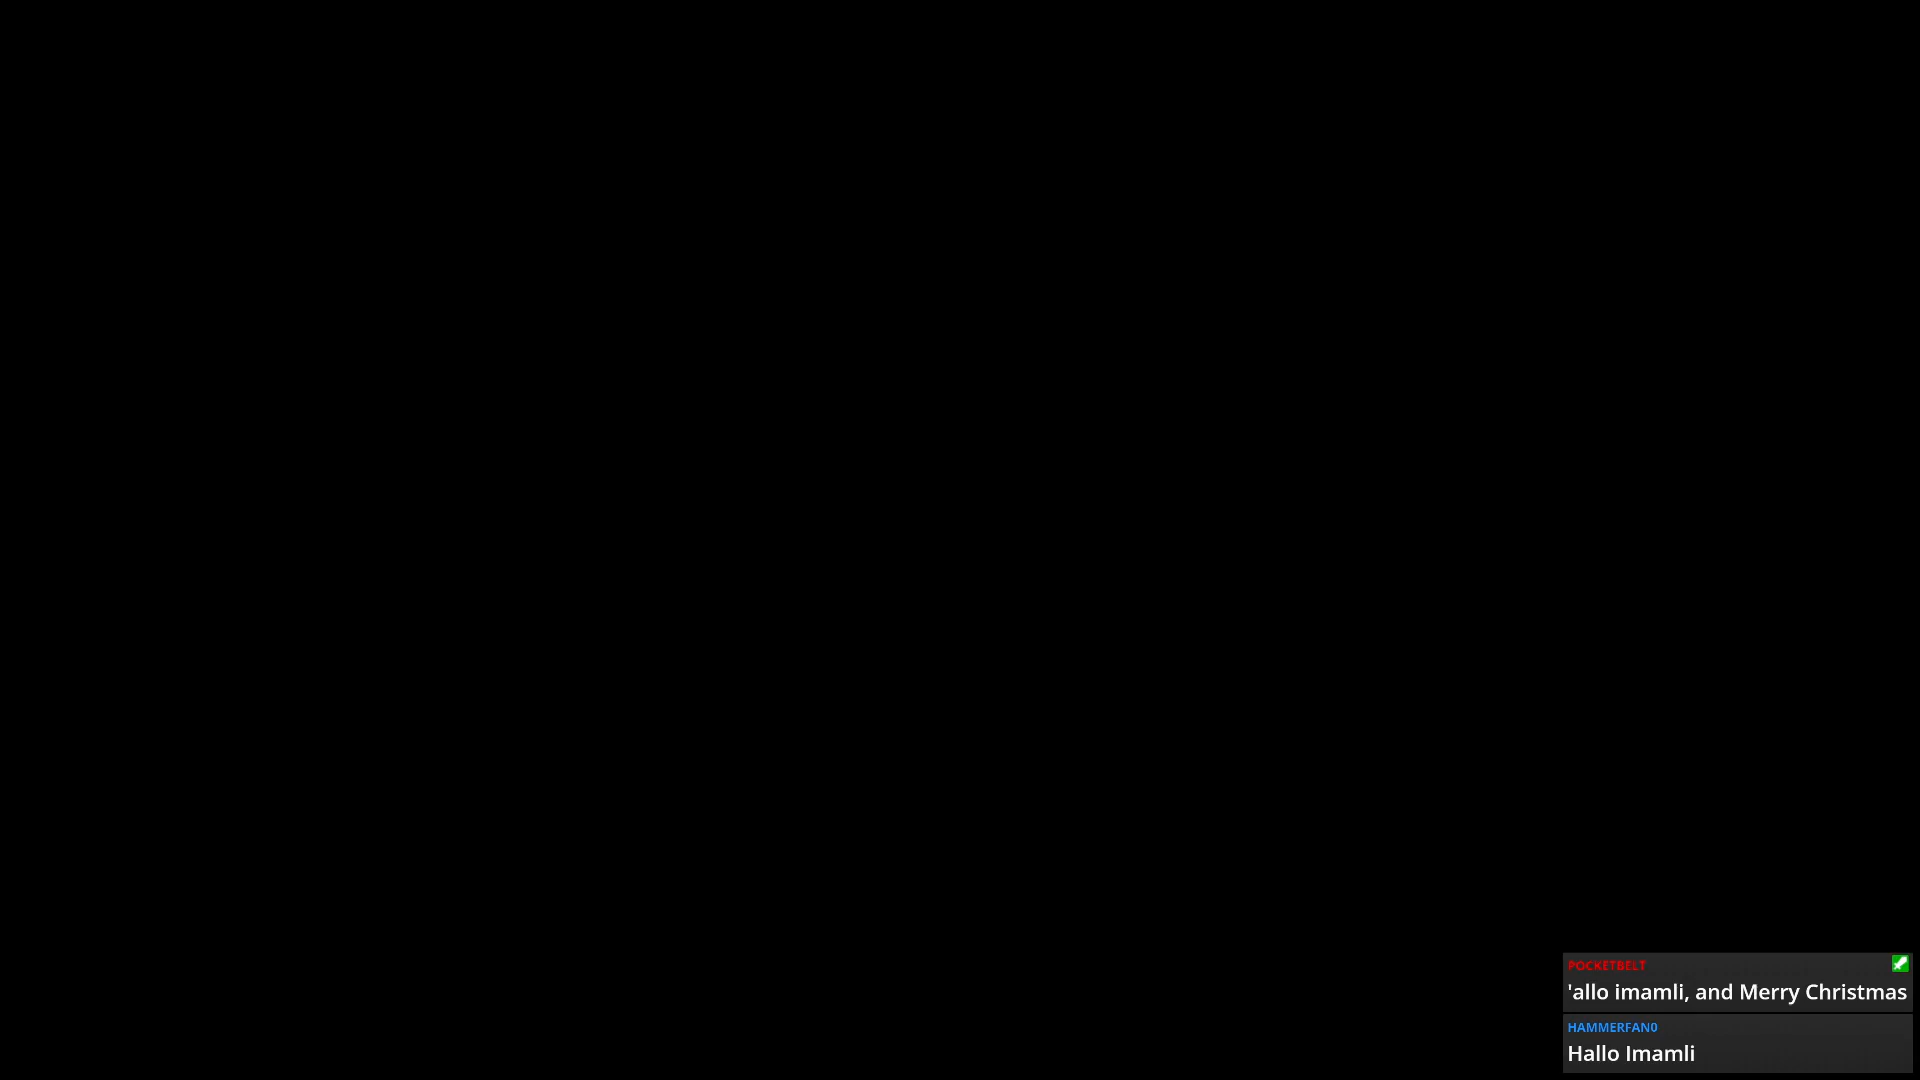 POCKETBELT
'allo imamli, and Merry Christmas
HAMMERFAN0
Hallo Imamli